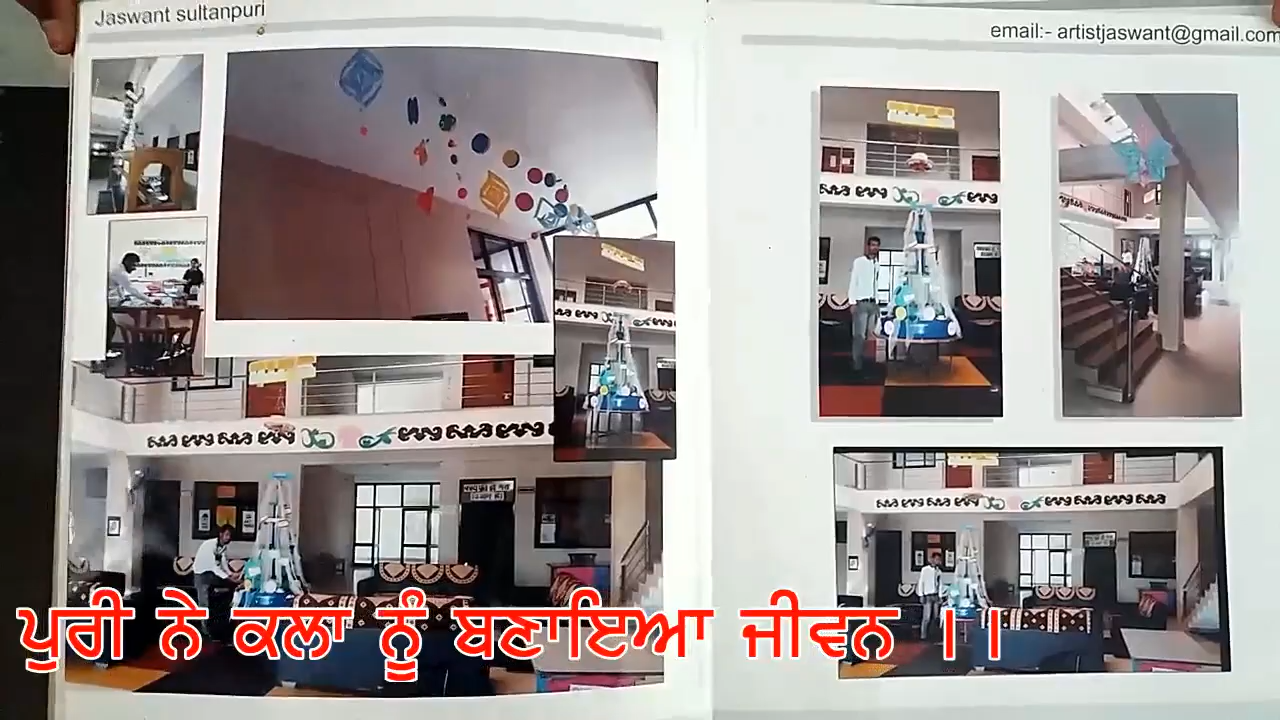 Jaswant sultanpuri
email:- artistjaswant@gmail.com
ਪੁਰੀ ਨੇ ਕਲਾ ਨੂੰ ਬਣਾਇਆ ਜੀਵਨ ।।